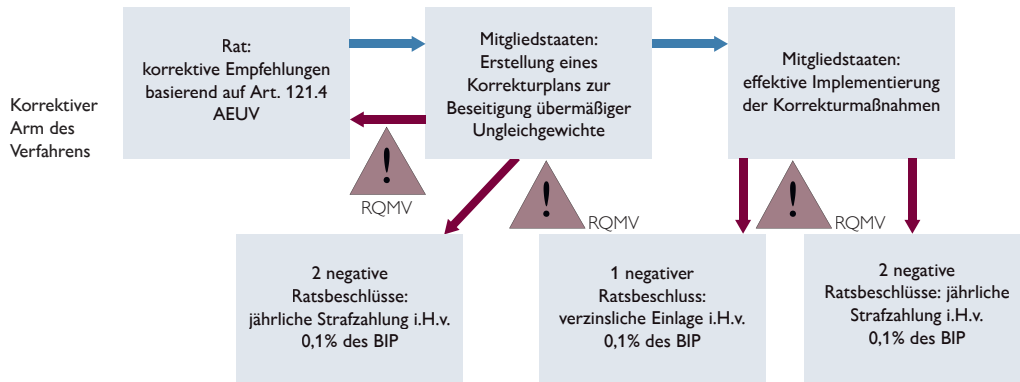 Rat:
korrektive Empfehlungen
basierend auf Art. 121.4
AEUV
Mitgliedstaaten:
Erstellung eines
Korrekturplans zur
Beseitigung übermäßiger
Ungleichgewichte
Mitgliedstaaten:
effektive Implementierung
der Korrekturmaßnahmen
Korrektiver
Arm des
Verfahrens
!
RQMV
!
RQMV
!
RQMV
2 negative
Ratsbeschlüsse:
jährliche Strafzahlung i.H.v.
0,1% des BIP
1 negativer
Ratsbeschluss:
verzinsliche Einlage i.H.v.
0,1% des BIP
2 negative
Ratsbeschlüsse: jährliche
Strafzahlung i.H.v.
0,1% des BIP